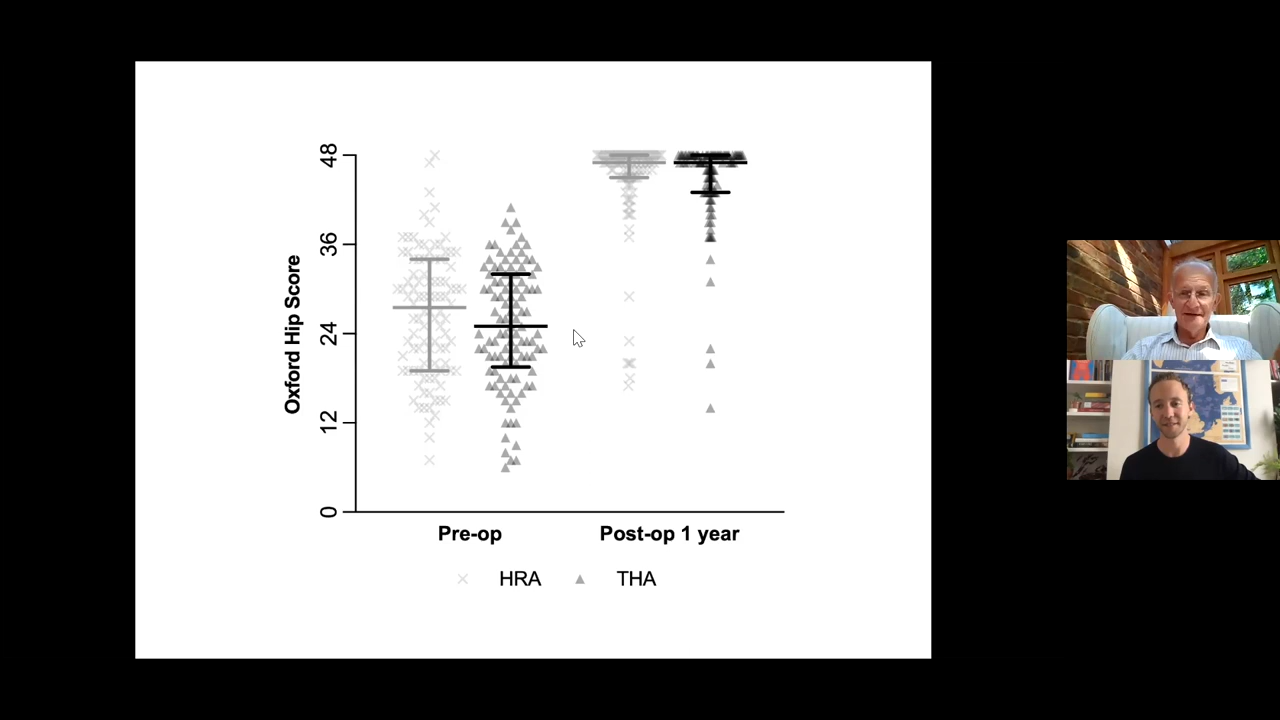 48
36
24
12
0
Oxford Hip Score
Pre-op
Post-op 1 year
HRA
THA